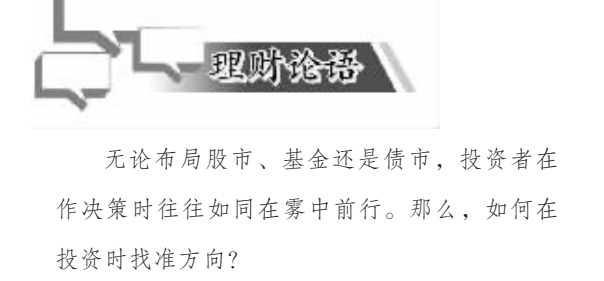 理财论语
无论布局股市、基金还是债市，投资者在
作决策时往往如同在雾中前行。那么，如何在
投资时找准方向？